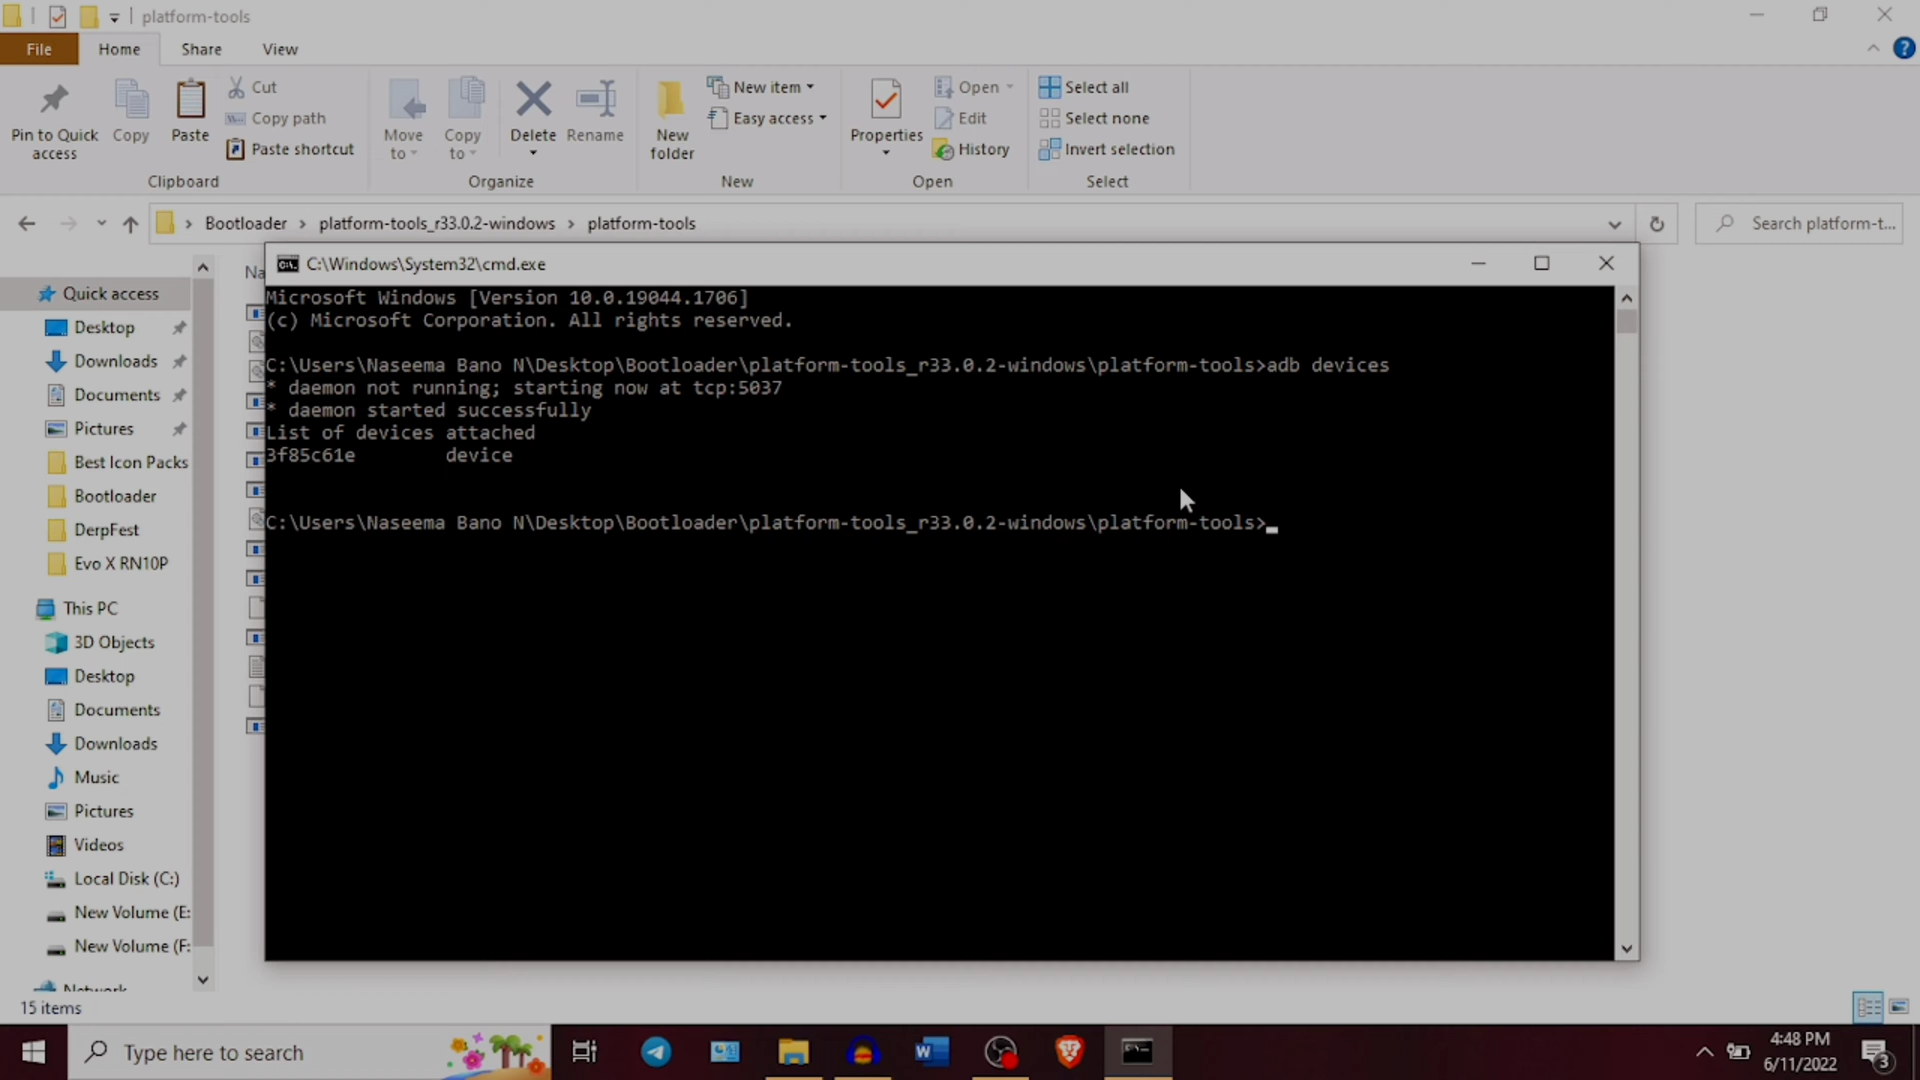 platform-tools
File
Home
Share
View
Pin to Quick
access
Copy
Paste
Cut
Copy path
Paste shortcut
Clipboard
Move
to
Copy
to
Delete
Rename
Organize
New
folder
New item
Easy access
New
Properties
Open
Edit
History
Open
Select all
Select none
Invert selection
Select
Bootloader > platform-tools_r33.0.2-windows > platform-tools
Search platform-t...
Quick access
Desktop
Downloads
Documents
Pictures
Best Icon Packs
Bootloader
DerpFest
Evo X RN10P
This PC
3D Objects
Desktop
Documents
Downloads
Music
Pictures
Videos
Local Disk (C:)
New Volume (E:
New Volume (F:
Network
Na
C:\Windows\System32\cmd.exe
Microsoft Windows [Version 10.0.19044.1706]
(c) Microsoft Corporation. All rights reserved.
C:\Users\Naseema Bano N\Desktop\Bootloader\platform-tools_r33.0.2-windows\platform-tools>adb devices
* daemon not running; starting now at tcp:5037
* daemon started successfully
List of devices attached
3f85c61e device
C:\Users\Naseema Bano N\Desktop\Bootloader\platform-tools_r33.0.2-windows\platform-tools>
15 items
Type here to search
4:48 PM
6/11/2022
3